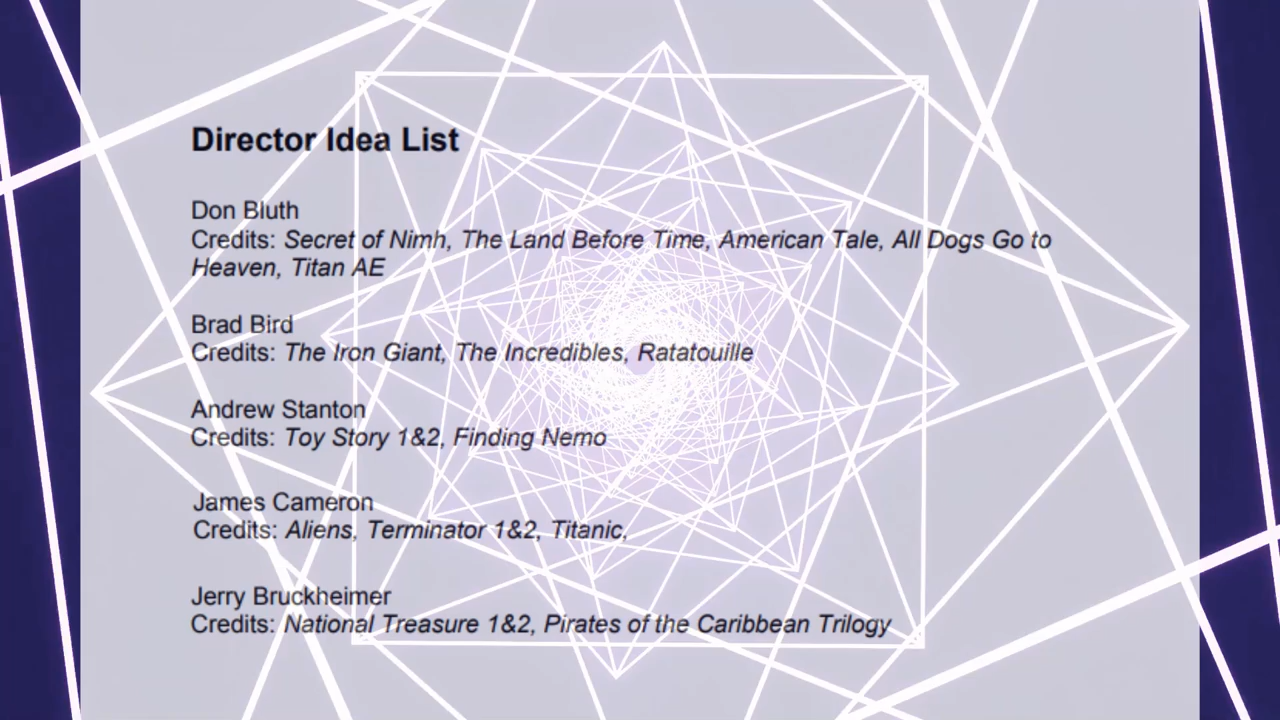 Director Idea List
Don Bluth
Credits: Secret of Nimh, The Land Before Time, American Tale, All Dogs Go to
Heaven, Titan AE
Brad Bird
Credits: The Iron Giant, The Incredibles, Ratatouille
Andrew Stanton
Credits: Toy Story 1&2, Finding Nemo
James Cameron
Credits: Aliens, Terminator 1&2, Titanic,
Jerry Bruckheimer
Credits: National Treasure 1&2, Pirates of the Caribbean Trilogy